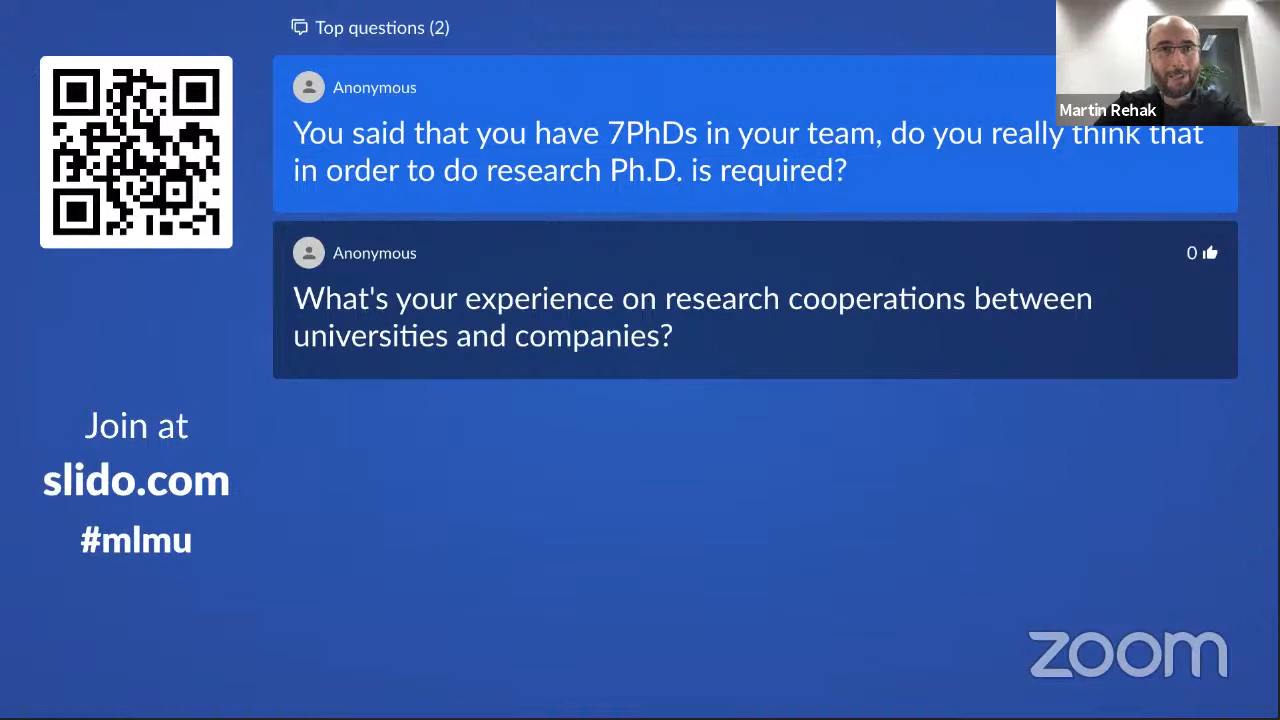 Top questions (2)
Anonymous
Martin Rehak
You said that you have 7PhDs in your team, do you really think that
in order to do research Ph.D. is required?
Anonymous
0
What's your experience on research cooperations between
universities and companies?
Join at
slido.com
#mlmu
zoom